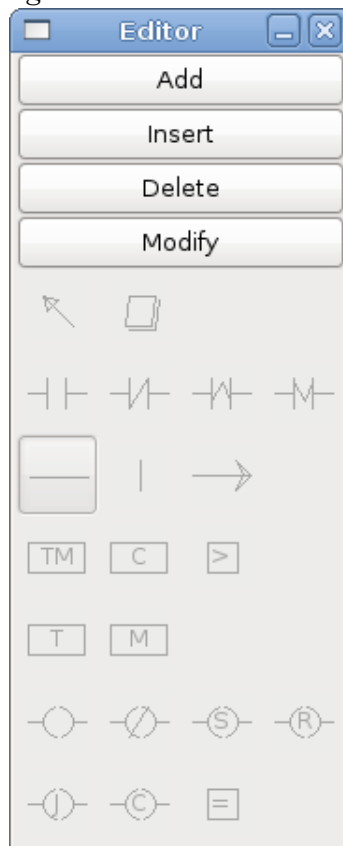 Editor
Add
Insert
Delete
Modify
TM C >
T M
S R
J C =